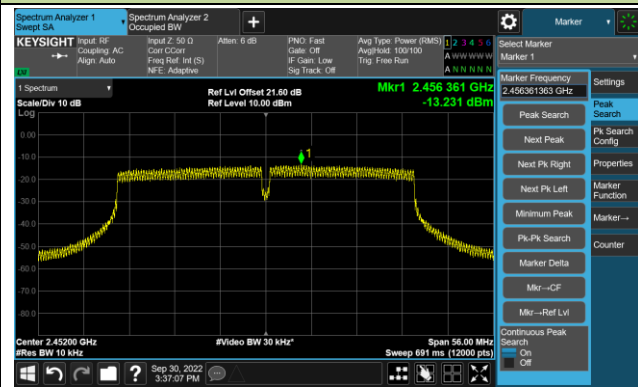 Spectrum Analyzer 1
Swept SA
Spectrum Analyzer 2
Occupied BW
+
Marker
KEYSIGHT
Input: RF
Coupling: AC
Align: Auto
Input Z: 50 Ω
Corr CCorr
Freq Ref: Int (S)
NFE: Adaptive
Atten: 6 dB
PNO: Fast
Gate: Off
IF Gain: Low
Sig Track: Off
Avg Type: Power (RMS)
Avg|Hold: 100/100
Trig: Free Run
1 2 3 4 5 6
A W W W W W
A N N N N N
LXI
Select Marker
Marker 1
1 Spectrum
Scale/Div 10 dB
Log
Ref Lvl Offset 21.60 dB
Ref Level 10.00 dBm
Mkr1 2.456 361 GHz
-13.231 dBm
0.00
-10.0
-20.0
-30.0
-40.0
-50.0
-60.0
-70.0
-80.0
1
Center 2.45200 GHz
#Res BW 10 kHz
#Video BW 30 kHz*
Span 56.00 MHz
Sweep 691 ms (12000 pts)
Marker Frequency
2.456361363 GHz
Peak Search
Next Peak
Next Pk Right
Next Pk Left
Minimum Peak
Pk-Pk Search
Marker Delta
Mkr→CF
Mkr→Ref Lvl
Continuous Peak
Search
On
Off
Settings
Peak
Search
Pk Search
Config
Properties
Marker
Function
Marker→
Counter
?
Sep 30, 2022
3:37:07 PM